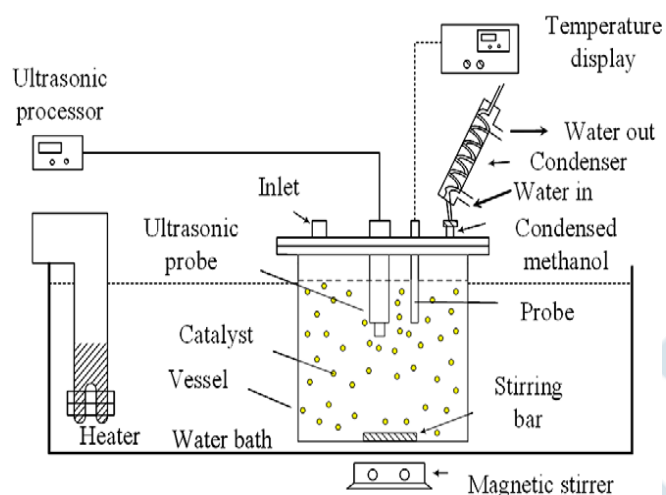 Temperature
display
Ultrasonic
processor
Water out
Condenser
Water in
Inlet
Condensed
methanol
Ultrasonic
probe
Probe
Catalyst
Vessel
Stirring
bar
Heater
Water bath
Magnetic stirrer